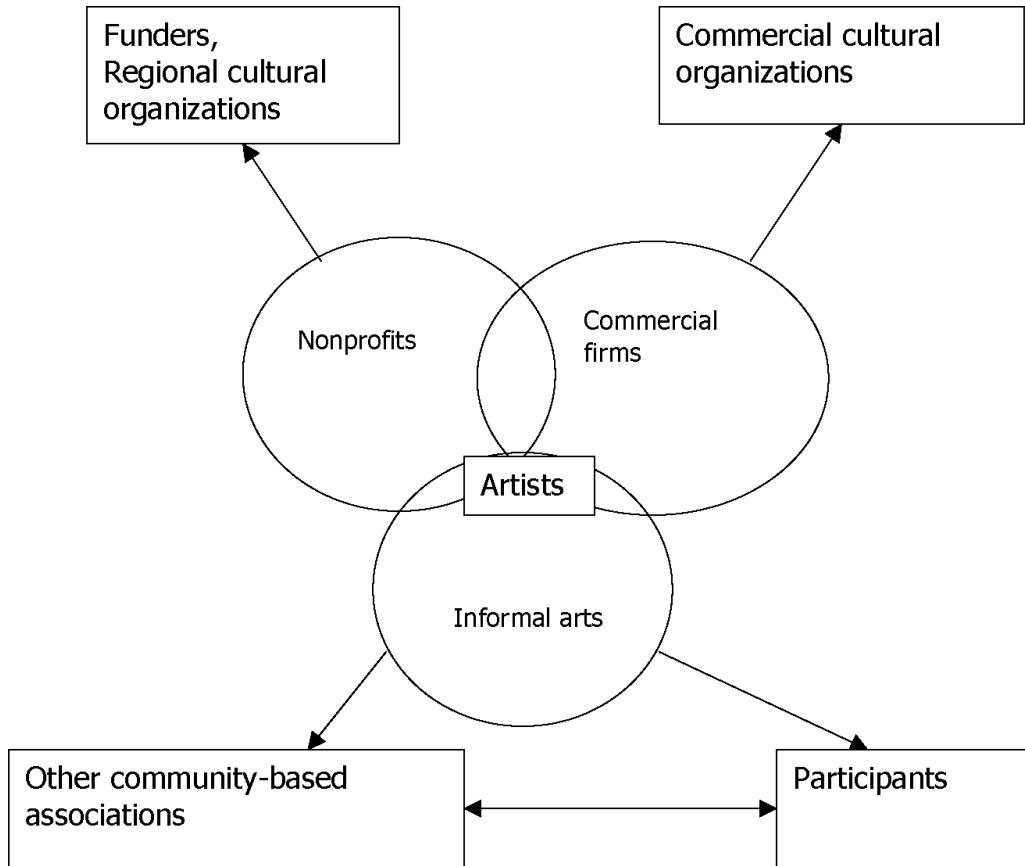 Funders,
Regional cultural
organizations
Commercial cultural
organizations
Nonprofits
Commercial
firms
Artists
Informal arts
Other community-based
associations
Participants